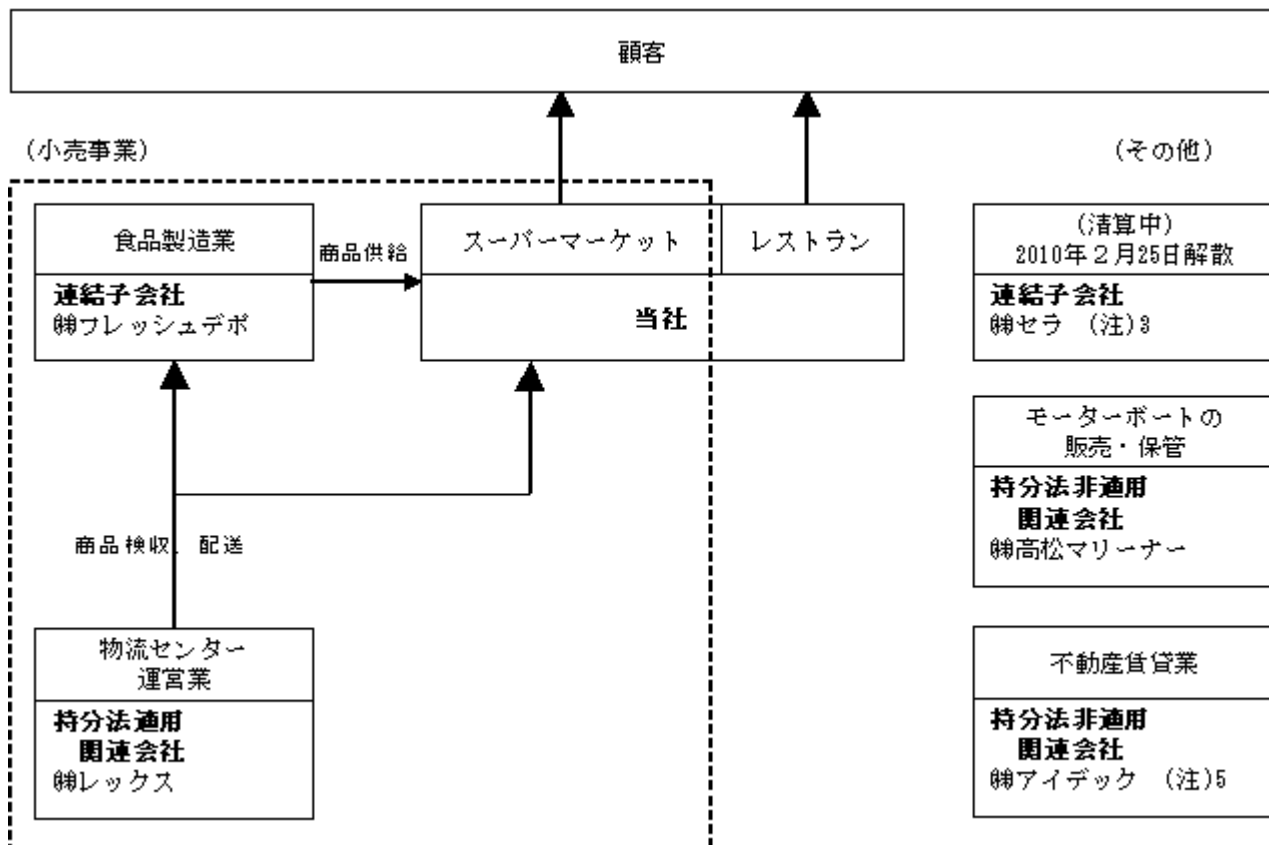 顧客
(小売事業)
(その他)
食品製造業
商品供給
スーパーマーケット
レストラン
(清算中)
2010年２月25日解散
連結子会社
㈱フレッシュデポ
当社
連結子会社
㈱セラ (注)3
モーターボートの
販売・保管
持分法非適用
関連会社
㈱高松マリーナー
商品検収、配送
物流センター
運営業
持分法適用
関連会社
㈱レックス
不動産賃貸業
持分法非適用
関連会社
㈱アイデック (注)5